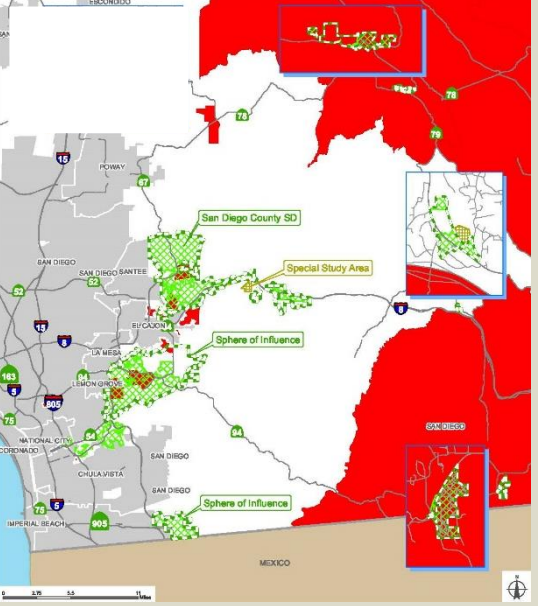 ESCONDIDO
SAN
78
78
79
15
POWAY
67
San Diego County SD
SAN DIEGO
SAN DIEGO
SANTEE
Special Study Area
52
52
8
15
8
EL CAJON
Sphere of Influence
LA MESA
163
5
94
LEMON GROVE
805
75
94
SAN DIEGO
54
NATIONAL CITY
CORONADO
SAN DIEGO
CHULA VISTA
SAN DIEGO
75
5
Sphere of Influence
905
IMPERIAL BEACH
MEXICO
N
0 2.75 5.5 11
Miles